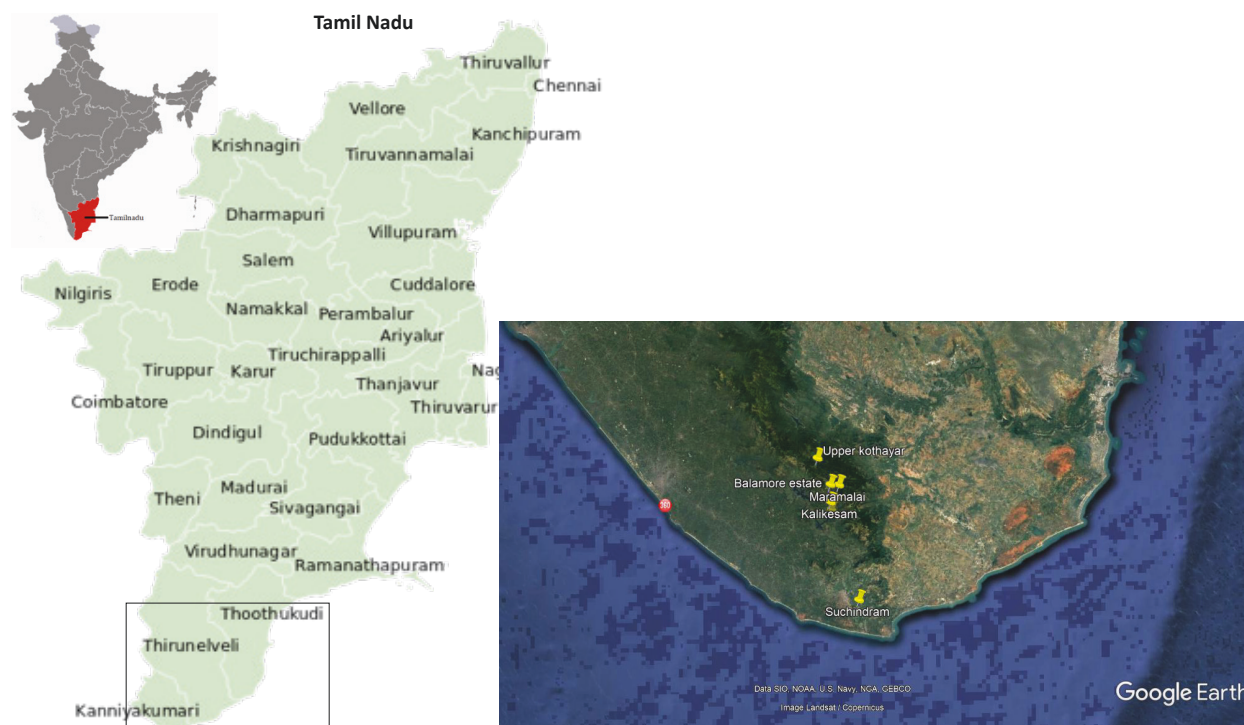 Tamil Nadu
Thiruvallur
Chennai
Vellore
Kanchipuram
Krishnagiri
Tiruvannamalai
Tamilnadu
Dharmapuri
Villupuram
Salem
Erode
Cuddalore
Nilgiris
Namakkal
Perambalur
Ariyalur
Tiruchirappalli
Tiruppur
Karur
Nag
Thanjavur
Coimbatore
Thiruvarur
Dindigul
Pudukkottai
Theni
Madurai
Sivagangai
Virudhunagar
Ramanathapuram
Thoothukudi
Thirunelveli
Kanniyakumari
Upper kothayar
Balamore estate
Maramalai
Kalikesam
360
Suchindram
Data SIO, NOAA, U.S. Navy, NGA, GEBCO
Image Landsat / Copernicus
Google Earth